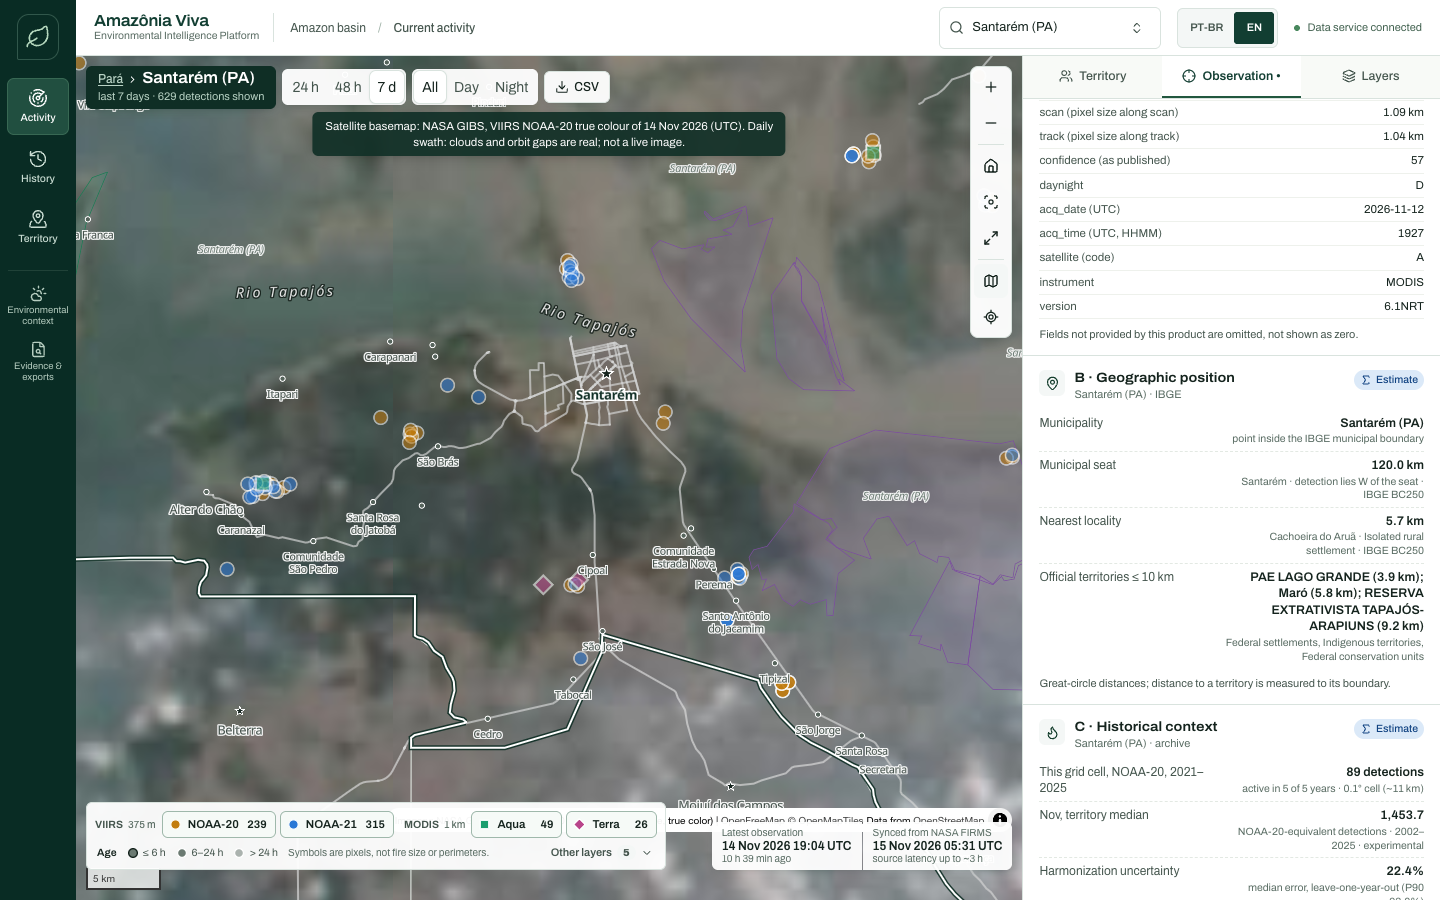 Amazônia Viva
Environmental Intelligence Platform
Amazon basin / Current activity
Santarém (PA)
PT-BR EN
Data service connected
Activity
History
Territory
Environmental
context
Evidence &
exports
Pará › Santarém (PA)
last 7 days · 629 detections shown
24 h 48 h 7 d
All Day Night
CSV
Satellite basemap: NASA GIBS, VIIRS NOAA-20 true colour of 14 Nov 2026 (UTC). Daily
swath: clouds and orbit gaps are real; not a live image.
Santarém (PA)
a Franca
Santarém (PA)
Rio Tapajós
Rio Tapajós
Carapanari
Itapari
Santarém
São Brás
Santarém (PA)
Alter do Chão
Caranazal
Santa Rosa
do Jatobá
Comunidade
São Pedro
Comunidade
Estrada Nova
Cipoal
Perema
Santo Antônio
do Jacamim
São José
Tabocal
Tipizal
Belterra
Cedro
São Jorge
Santa Rosa
Secretaria
Mojuí dos Campos
VIIRS 375 m NOAA-20 239 NOAA-21 315 MODIS 1 km Aqua 49 Terra 26
Age ≤ 6 h 6–24 h > 24 h Symbols are pixels, not fire size or perimeters. Other layers 5
5 km
true color) | OpenFreeMap © OpenMapTiles Data from OpenStreetMap
Latest observation
14 Nov 2026 19:04 UTC
10 h 39 min ago
Synced from NASA FIRMS
15 Nov 2026 05:31 UTC
source latency up to ~3 h
Territory Observation • Layers
scan (pixel size along scan) 1.09 km
track (pixel size along track) 1.04 km
confidence (as published) 57
daynight D
acq_date (UTC) 2026-11-12
acq_time (UTC, HHMM) 1927
satellite (code) A
instrument MODIS
version 6.1NRT
Fields not provided by this product are omitted, not shown as zero.
B · Geographic position Estimate
Santarém (PA) · IBGE
Municipality Santarém (PA)
point inside the IBGE municipal boundary
Municipal seat 120.0 km
Santarém · detection lies W of the seat ·
IBGE BC250
Nearest locality 5.7 km
Cachoeira do Aruã · Isolated rural
settlement · IBGE BC250
Official territories ≤ 10 km PAE LAGO GRANDE (3.9 km);
Maró (5.8 km); RESERVA
EXTRATIVISTA TAPAJÓS-
ARAPIUNS (9.2 km)
Federal settlements, Indigenous territories,
Federal conservation units
Great-circle distances; distance to a territory is measured to its boundary.
C · Historical context Estimate
Santarém (PA) · archive
This grid cell, NOAA-20, 2021–
2025
89 detections
active in 5 of 5 years · 0.1° cell (~11 km)
Nov, territory median 1,453.7
NOAA-20-equivalent detections · 2002–
2025 · experimental
Harmonization uncertainty 22.4%
median error, leave-one-year-out (P90